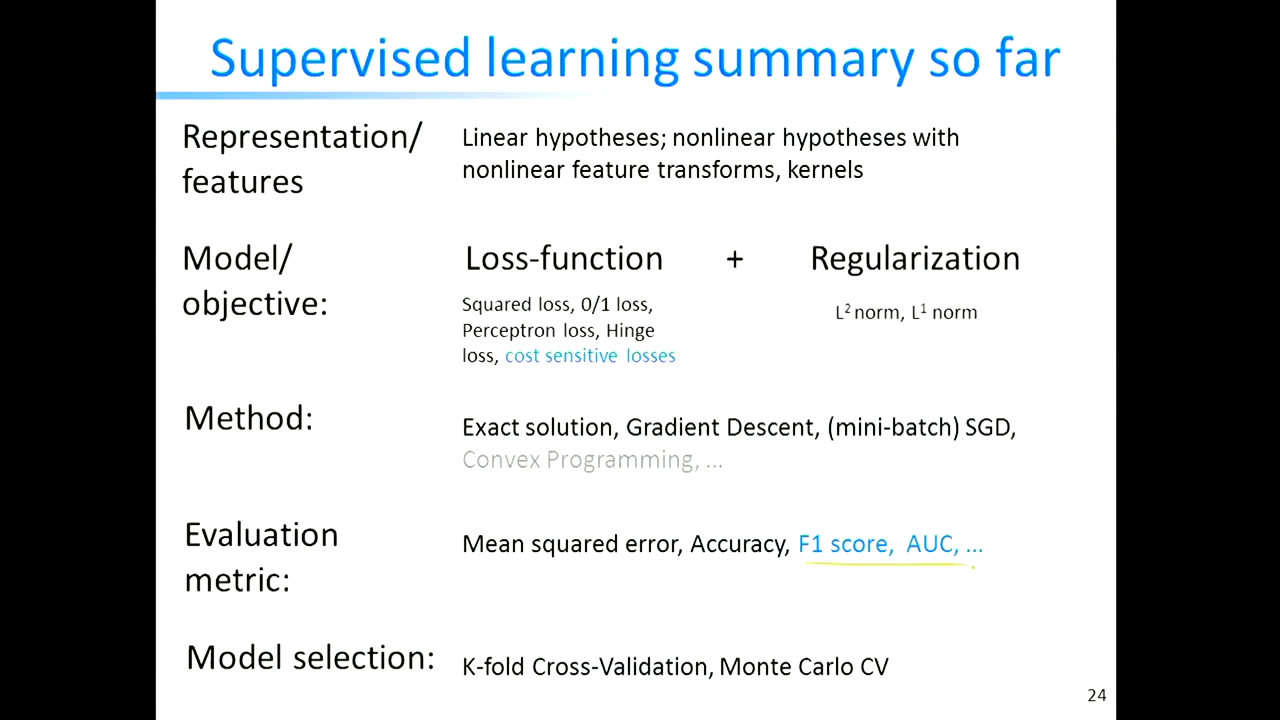 Supervised learning summary so far
Representation/
features
Linear hypotheses; nonlinear hypotheses with
nonlinear feature transforms, kernels
Model/
objective:
Loss-function + Regularization
Squared loss, 0/1 loss,
Perceptron loss, Hinge
loss, cost sensitive losses
L² norm, L¹ norm
Method:
Exact solution, Gradient Descent, (mini-batch) SGD,
Convex Programming, ...
Evaluation
metric:
Mean squared error, Accuracy, F1 score, AUC, ...
Model selection:
K-fold Cross-Validation, Monte Carlo CV
24